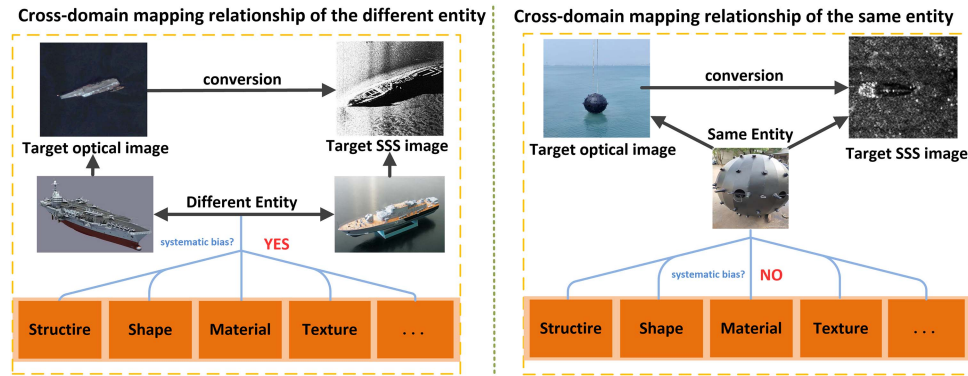 Cross-domain mapping relationship of the different entity
conversion
Target optical image
Target SSS image
Different Entity
systematic bias?
YES
Structire
Shape
Material
Texture
. . .
Cross-domain mapping relationship of the same entity
conversion
Same Entity
Target optical image
Target SSS image
systematic bias?
NO
Structire
Shape
Material
Texture
. . .